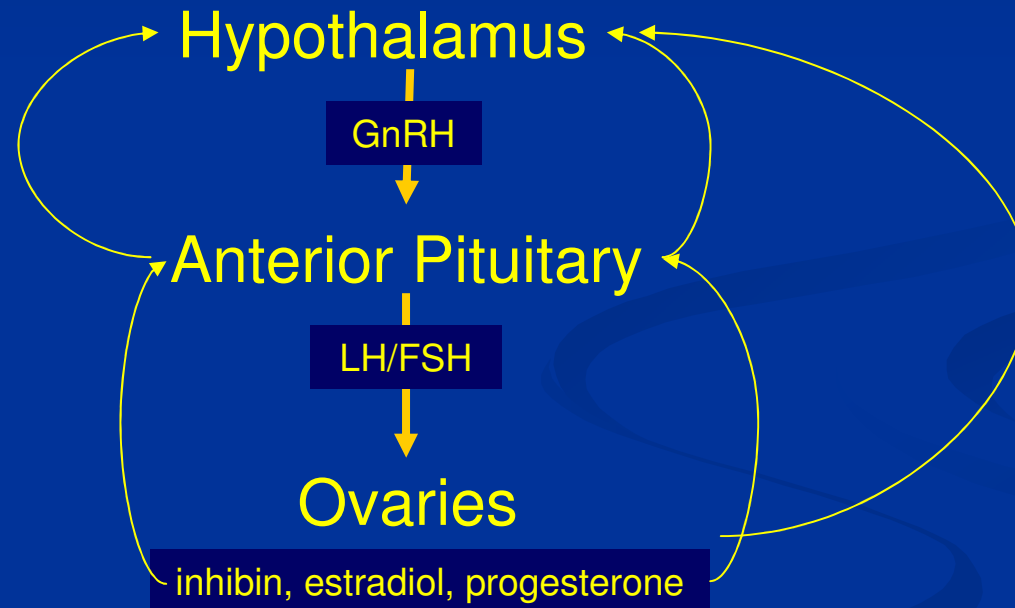 Hypothalamus
GnRH
Anterior Pituitary
LH/FSH
Ovaries
inhibin, estradiol, progesterone